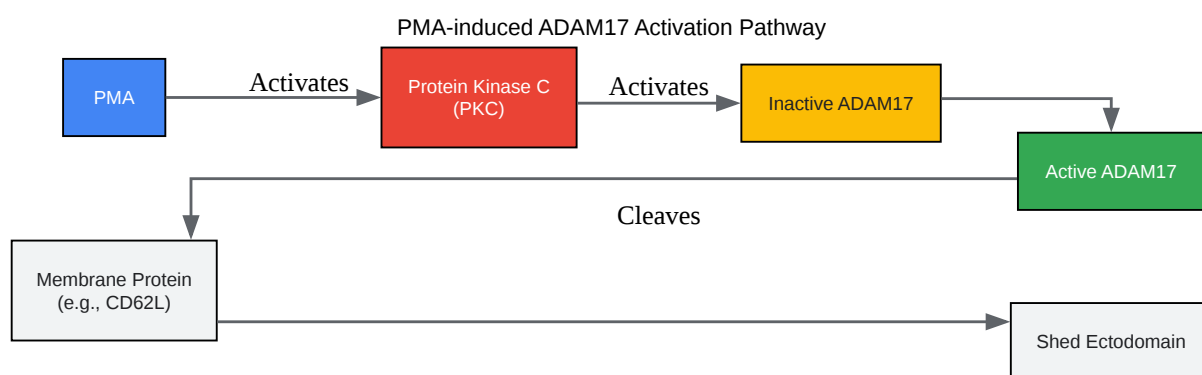 PMA-induced ADAM17 Activation Pathway
PMA
Activates
Protein Kinase C
(PKC)
Activates
Inactive ADAM17
Active ADAM17
Cleaves
Membrane Protein
(e.g., CD62L)
Shed Ectodomain